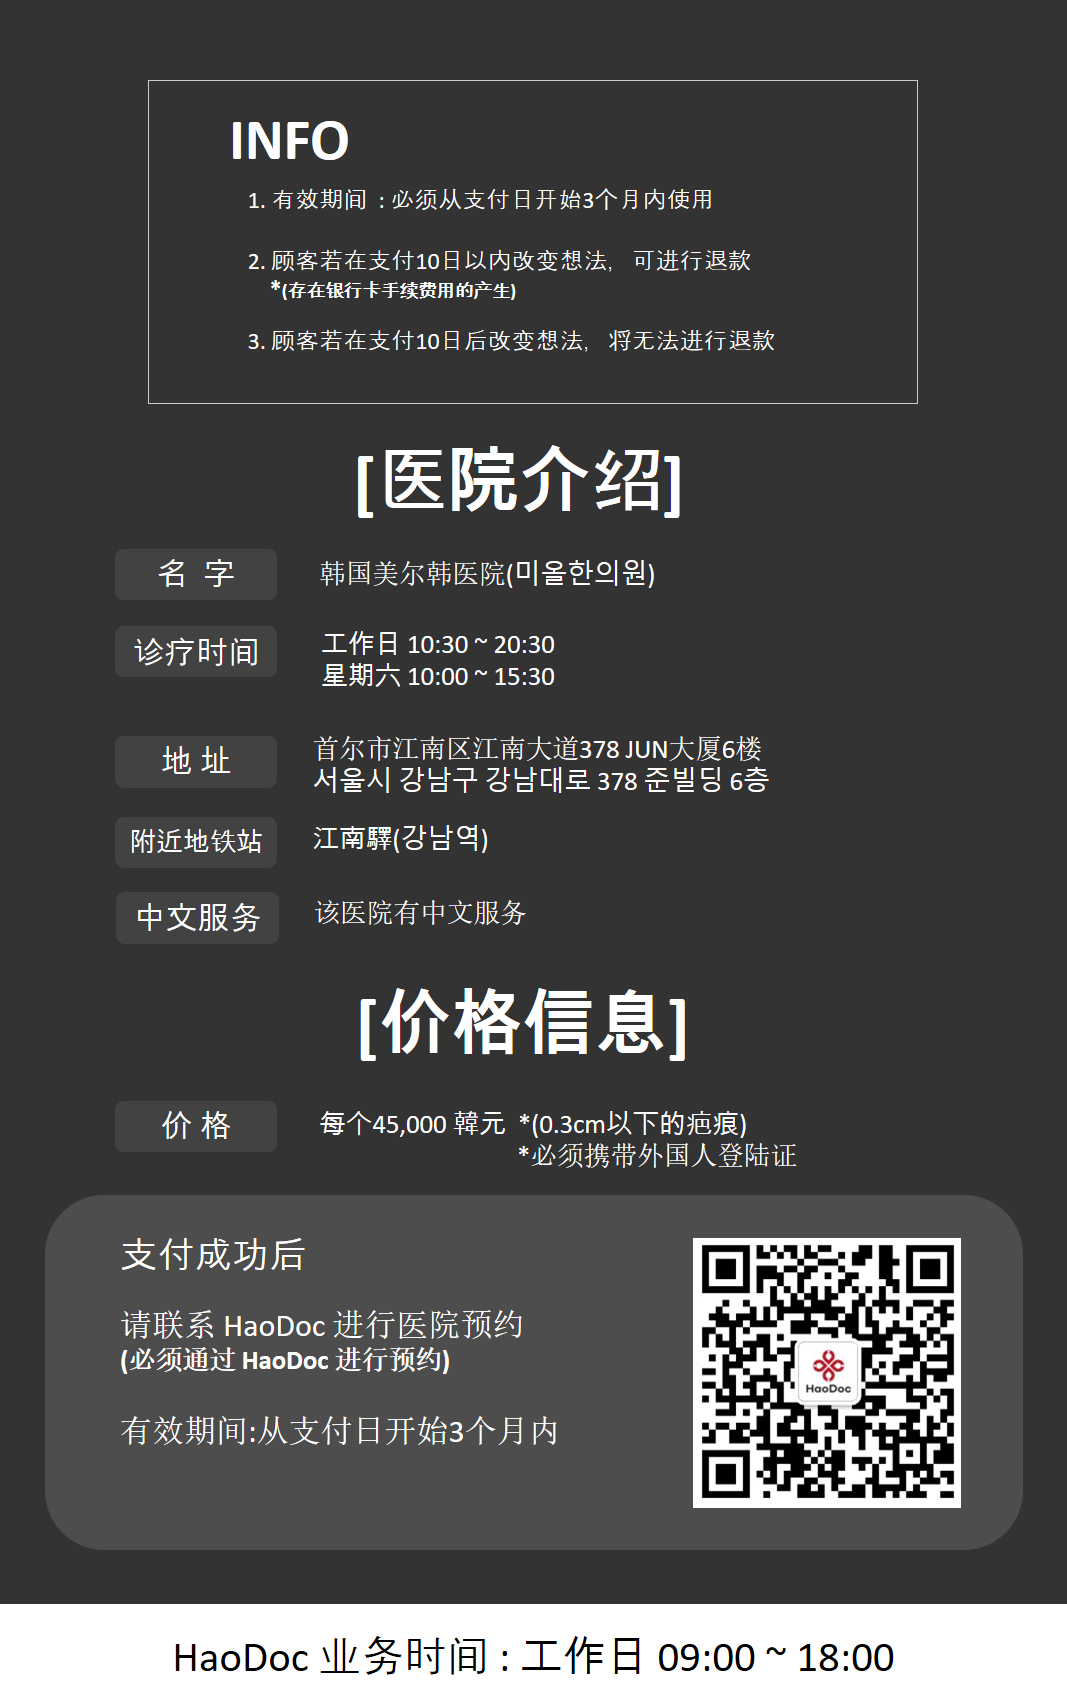 INFO
1. 有效期间 : 必须从支付日开始3个月内使用
2. 顾客若在支付10日以内改变想法, 可进行退款
*(存在银行卡手续费用的产生)
3. 顾客若在支付10日后改变想法, 将无法进行退款
[医院介绍]
名 字
韩国美尔韩医院(미올한의원)
诊疗时间
工作日 10:30 ~ 20:30
星期六 10:00 ~ 15:30
地 址
首尔市江南区江南大道378 JUN大厦6楼
서울시 강남구 강남대로 378 준빌딩 6층
附近地铁站
江南驛(강남역)
中文服务
该医院有中文服务
[价格信息]
价 格
每个45,000 韓元 *(0.3cm以下的疤痕)
*必须携带外国人登陆证
支付成功后
请联系 HaoDoc 进行医院预约
(必须通过 HaoDoc 进行预约)
有效期间:从支付日开始3个月内
HaoDoc
HaoDoc 业务时间 : 工作日 09:00 ~ 18:00